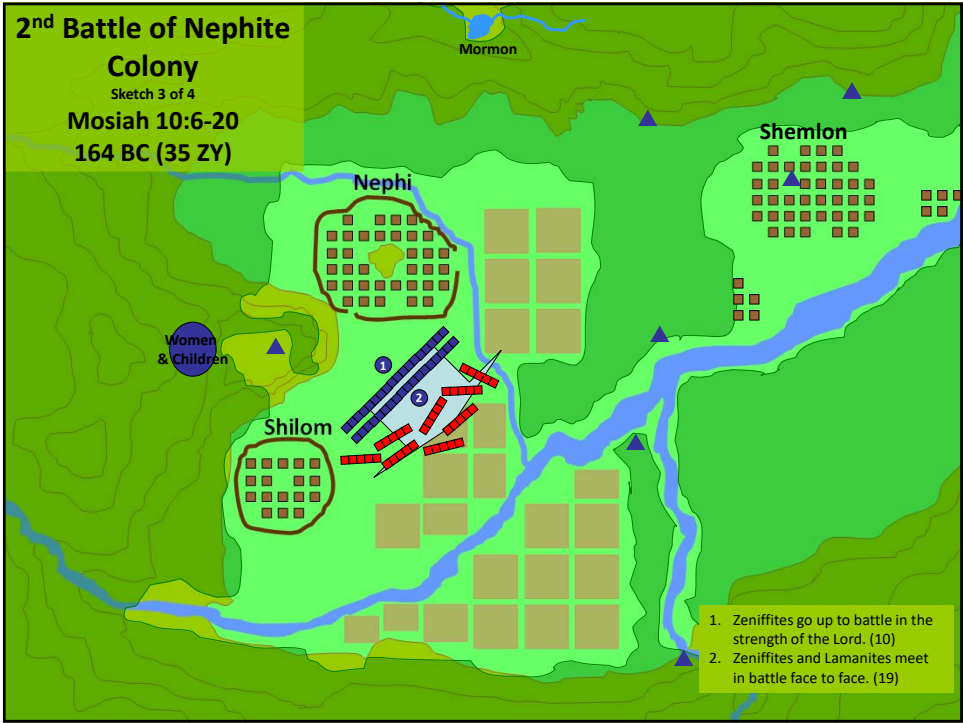 2nd Battle of Nephite
Colony
Sketch 3 of 4
Mosiah 10:6-20
164 BC (35 ZY)
Mormon
Shemlon
Nephi
Women
& Children
1
2
Shilom
1. Zeniffites go up to battle in the
strength of the Lord. (10)
2. Zeniffites and Lamanites meet
in battle face to face. (19)